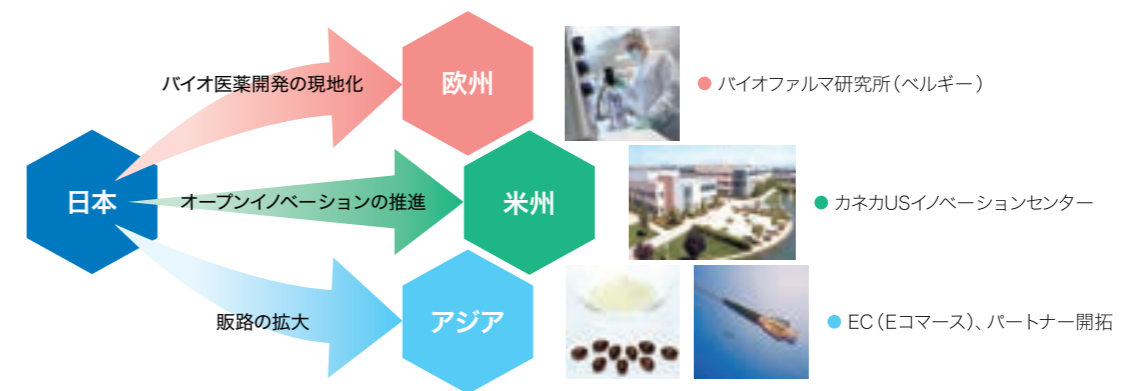 バイオ医薬開発の現地化
欧州
● バイオファルマ研究所（ベルギー）
日本
オープンイノベーションの推進
米州
● カネカUSイノベーションセンター
販路の拡大
アジア
● EC（Eコマース）、パートナー開拓